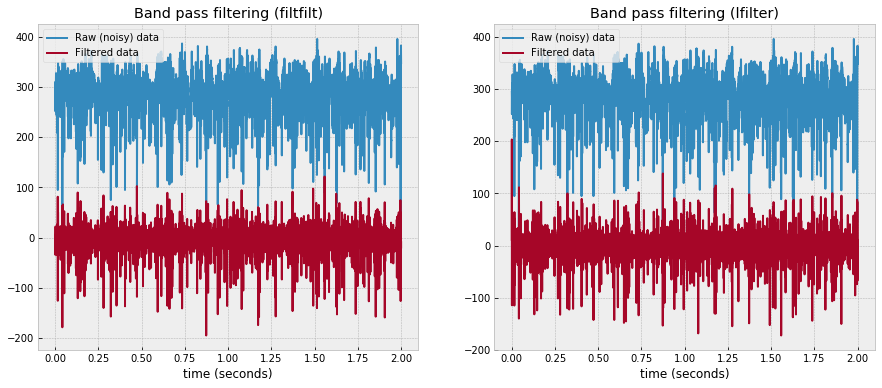 Band pass filtering (filtfilt)
Raw (noisy) data
Filtered data
400
300
200
100
0
−100
−200
0.00 0.25 0.50 0.75 1.00 1.25 1.50 1.75 2.00
time (seconds)
Band pass filtering (lfilter)
Raw (noisy) data
Filtered data
400
300
200
100
0
−100
−200
0.00 0.25 0.50 0.75 1.00 1.25 1.50 1.75 2.00
time (seconds)